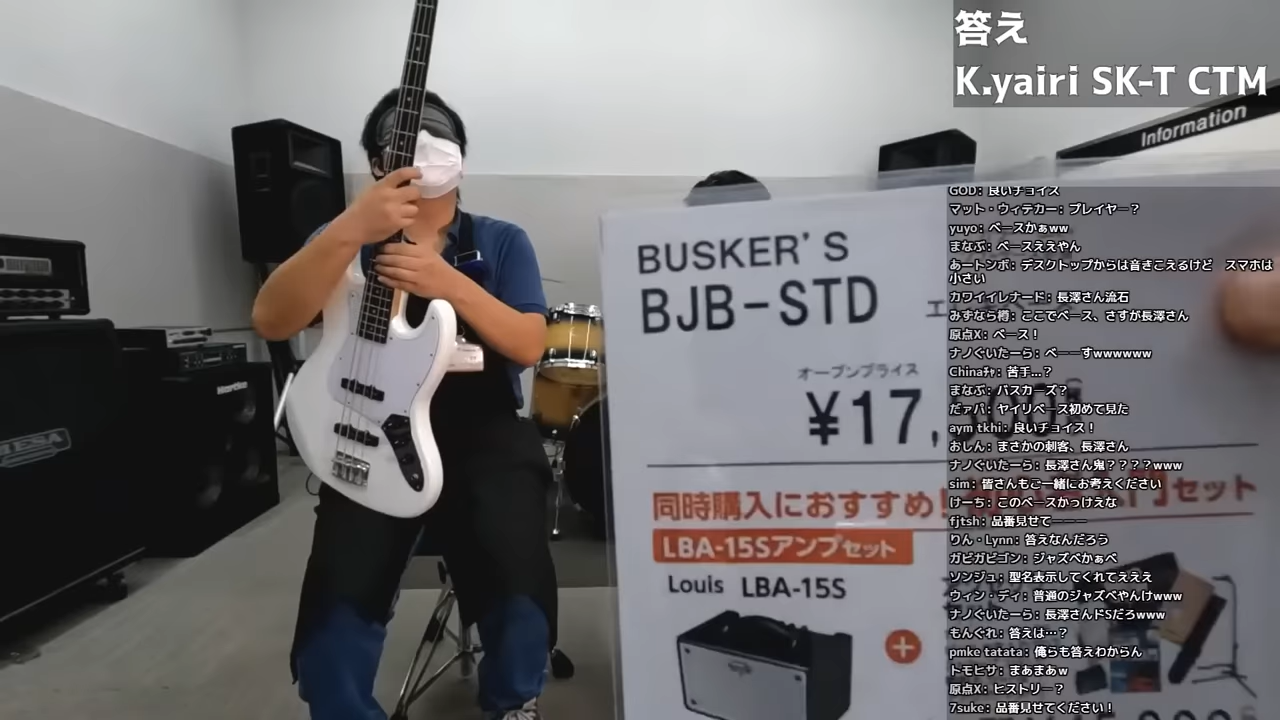 答え
K.yairi SK-T CTM
Information
BUSKER'S
BJB-STD
オープンプライス
¥17,
同時購入におすすめ!
門セット
LBA-15Sアンプセット
Louis LBA-15S
+
MESA
Hartke
GOD: 良いチョイス
マット・ウィテカー: プレイヤー?
yuyo: ベースかぁww
まなぶ: ベースええやん
あートンボ: デスクトップからは音きこえるけど スマホは
小さい
カワイイレナード: 長澤さん流石
みずなら樽: ここでベース、さすが長澤さん
原点X: ベース!
ナノぐいたーら: べーーすwwwwww
Chinaﾁｬ: 苦手...?
まなぶ: バスカーズ?
だァパ: ヤイリベース初めて見た
aym tkhi: 良いチョイス!
おしん: まさかの刺客、長澤さん
ナノぐいたーら: 長澤さん鬼????www
sim: 皆さんもご一緒にお考えください
けーち: このベースかっけえな
fjtsh: 品番見せてーーー
りん・Lynn: 答えなんだろう
ガビガビゴン: ジャズベかぁべ
ソンジュ: 型名表示してくれてえええ
ウィン・ディ: 普通のジャズベやんけwww
ナノぐいたーら: 長澤さんドSだろwww
もんぐれ: 答えは…?
pmke tatata: 俺らも答えわからん
トモヒサ: まあまあw
原点X: ヒストリー?
7suke: 品番見せてください!